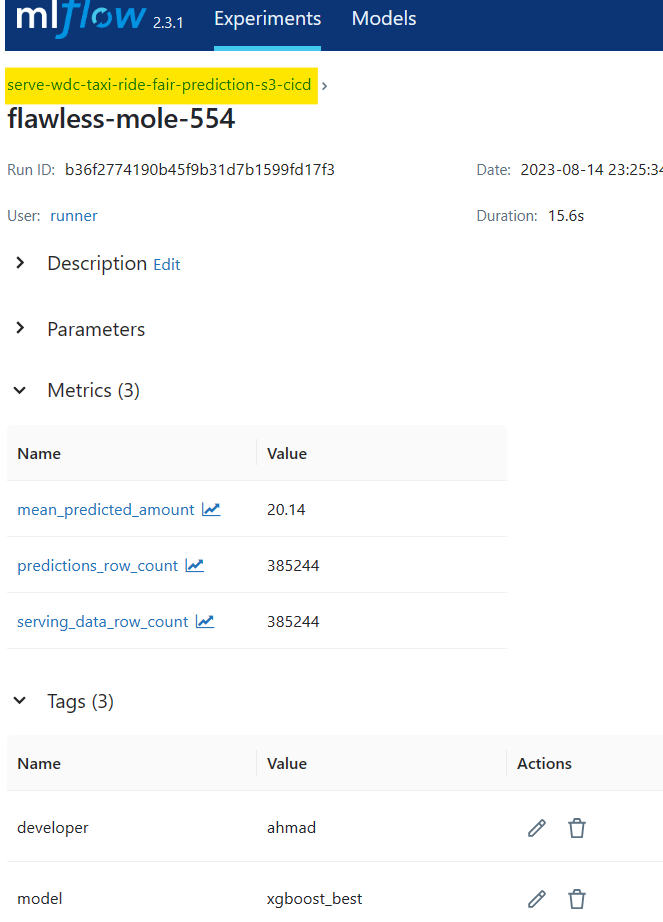 mlflow 2.3.1 Experiments Models
serve-wdc-taxi-ride-fair-prediction-s3-cicd ›
flawless-mole-554
Run ID: b36f2774190b45f9b31d7b1599fd17f3 Date: 2023-08-14 23:25:34
User: runner Duration: 15.6s
Description Edit
Parameters
Metrics (3)
Name Value
mean_predicted_amount 20.14
predictions_row_count 385244
serving_data_row_count 385244
Tags (3)
Name Value Actions
developer ahmad
model xgboost_best